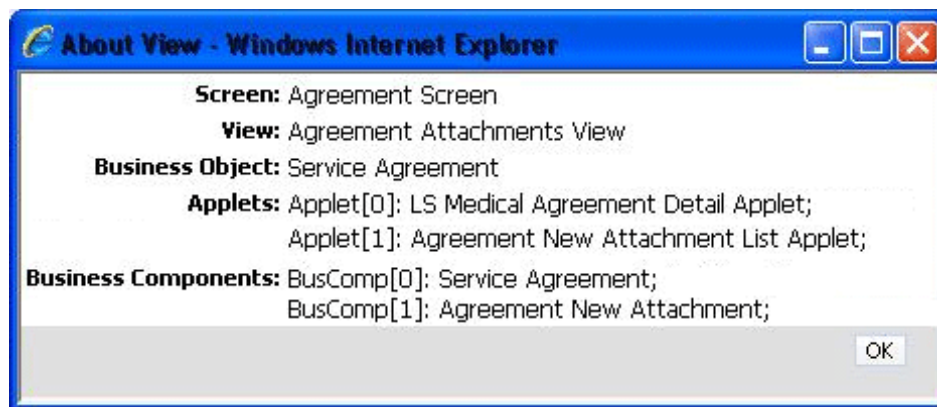 About View - Windows Internet Explorer
Screen: Agreement Screen
View: Agreement Attachments View
Business Object: Service Agreement
Applets: Applet[0]: LS Medical Agreement Detail Applet;
Applet[1]: Agreement New Attachment List Applet;
Business Components: BusComp[0]: Service Agreement;
BusComp[1]: Agreement New Attachment;
OK